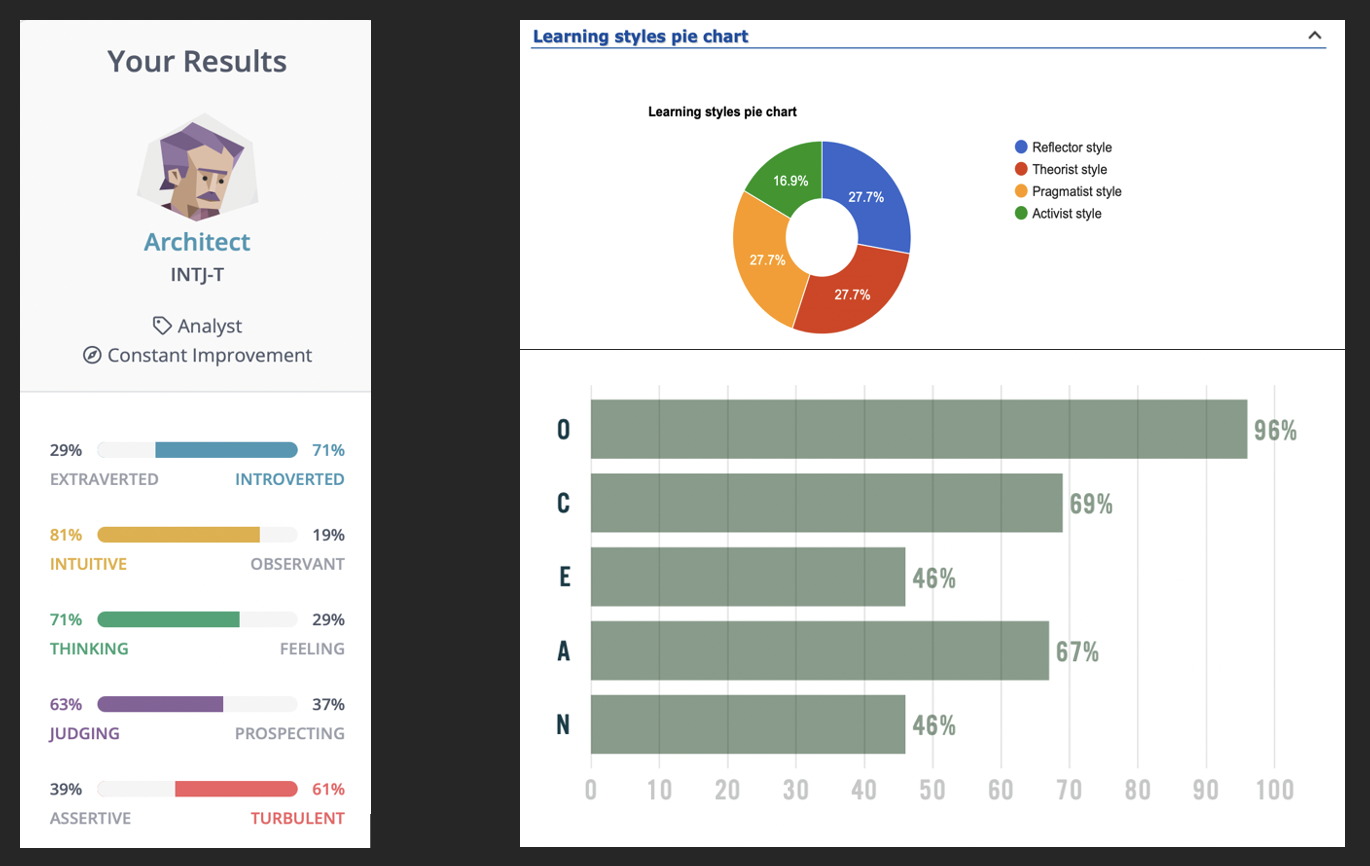 Your Results
Architect
INTJ-T
Analyst
Constant Improvement
29% 71%
EXTRAVERTED INTROVERTED
81% 19%
INTUITIVE OBSERVANT
71% 29%
THINKING FEELING
63% 37%
JUDGING PROSPECTING
39% 61%
ASSERTIVE TURBULENT
Learning styles pie chart
Learning styles pie chart
16.9%
27.7%
27.7%
27.7%
Reflector style
Theorist style
Pragmatist style
Activist style
O 96%
C 69%
E 46%
A 67%
N 46%
0 10 20 30 40 50 60 70 80 90 100